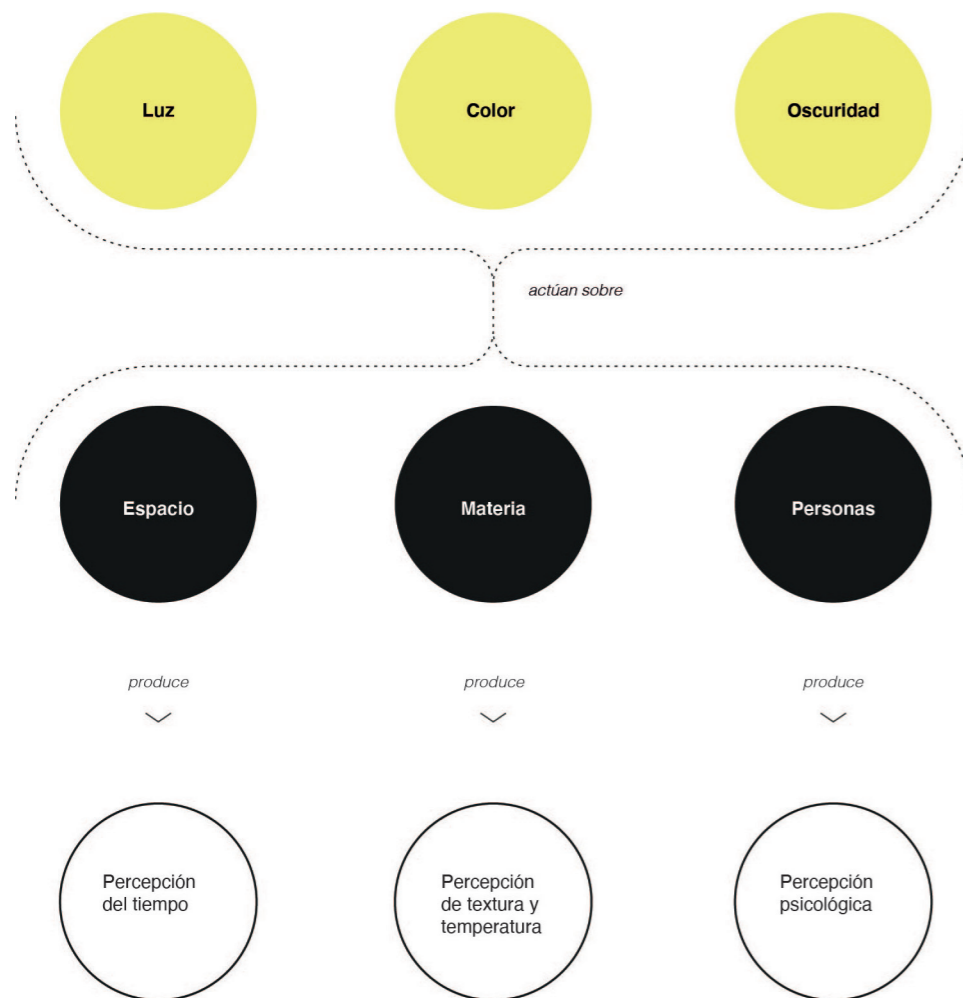 Luz
Color
Oscuridad
actúan sobre
Espacio
Materia
Personas
produce
produce
produce
Percepción
del tiempo
Percepción
de textura y
temperatura
Percepción
psicológica